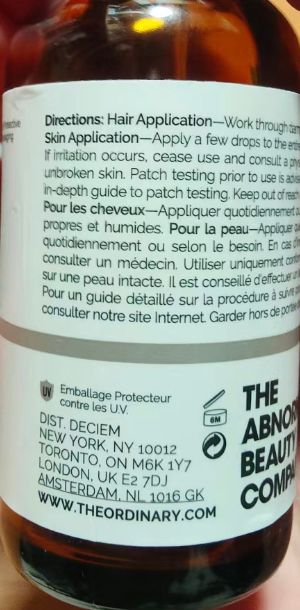 Protective
Directions: Hair Application—Work through
Skin Application—Apply a few drops to the
If irritation occurs, cease use and consult a
unbroken skin. Patch testing prior to use is
in-depth guide to patch testing. Keep out of
Pour les cheveux—Appliquer quotidiennement
propres et humides. Pour la peau—Appliquer
quotidiennement ou selon le besoin. En cas
consulter un médecin. Utiliser uniquement
sur une peau intacte. Il est conseillé d'effectuer
Pour un guide détaillé sur la procédure à suivre
consulter notre site Internet. Garder hors de
UV
Emballage Protecteur
contre les U.V.
DIST. DECIEM
NEW YORK, NY 10012
TORONTO, ON M6K 1Y7
LONDON, UK E2 7DJ
AMSTERDAM, NL 1016 GK
WWW.THEORDINARY.COM
6M
THE
ABNOR
BEAUTY
COMPA